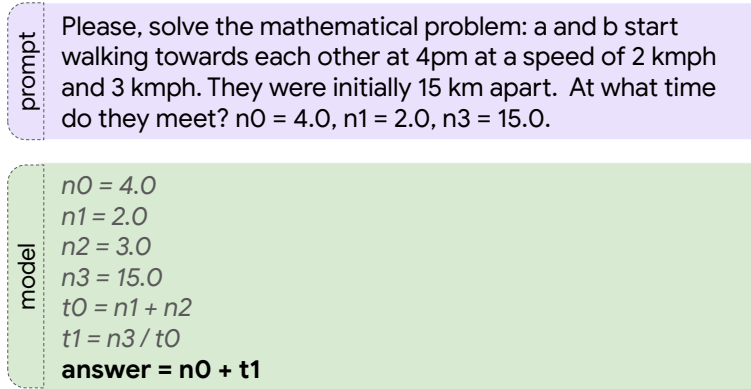 prompt
Please, solve the mathematical problem: a and b start
walking towards each other at 4pm at a speed of 2 kmph
and 3 kmph. They were initially 15 km apart.  At what time
do they meet? n0 = 4.0, n1 = 2.0, n3 = 15.0.
model
n0 = 4.0
n1 = 2.0
n2 = 3.0
n3 = 15.0
t0 = n1 + n2
t1 = n3 / t0
answer = n0 + t1